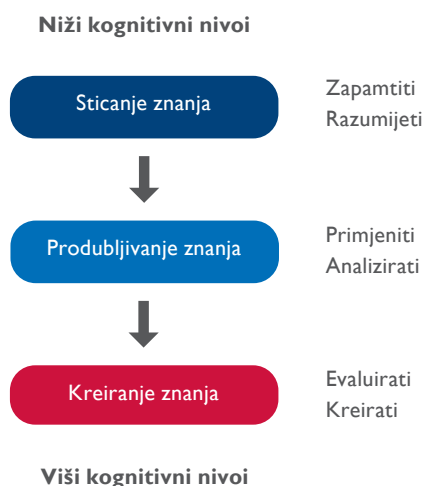 Niži kognitivni nivoi
Sticanje znanja
Zapamtiti
Razumijeti
Produbljivanje znanja
Primjeniti
Analizirati
Kreiranje znanja
Evaluirati
Kreirati
Viši kognitivni nivoi